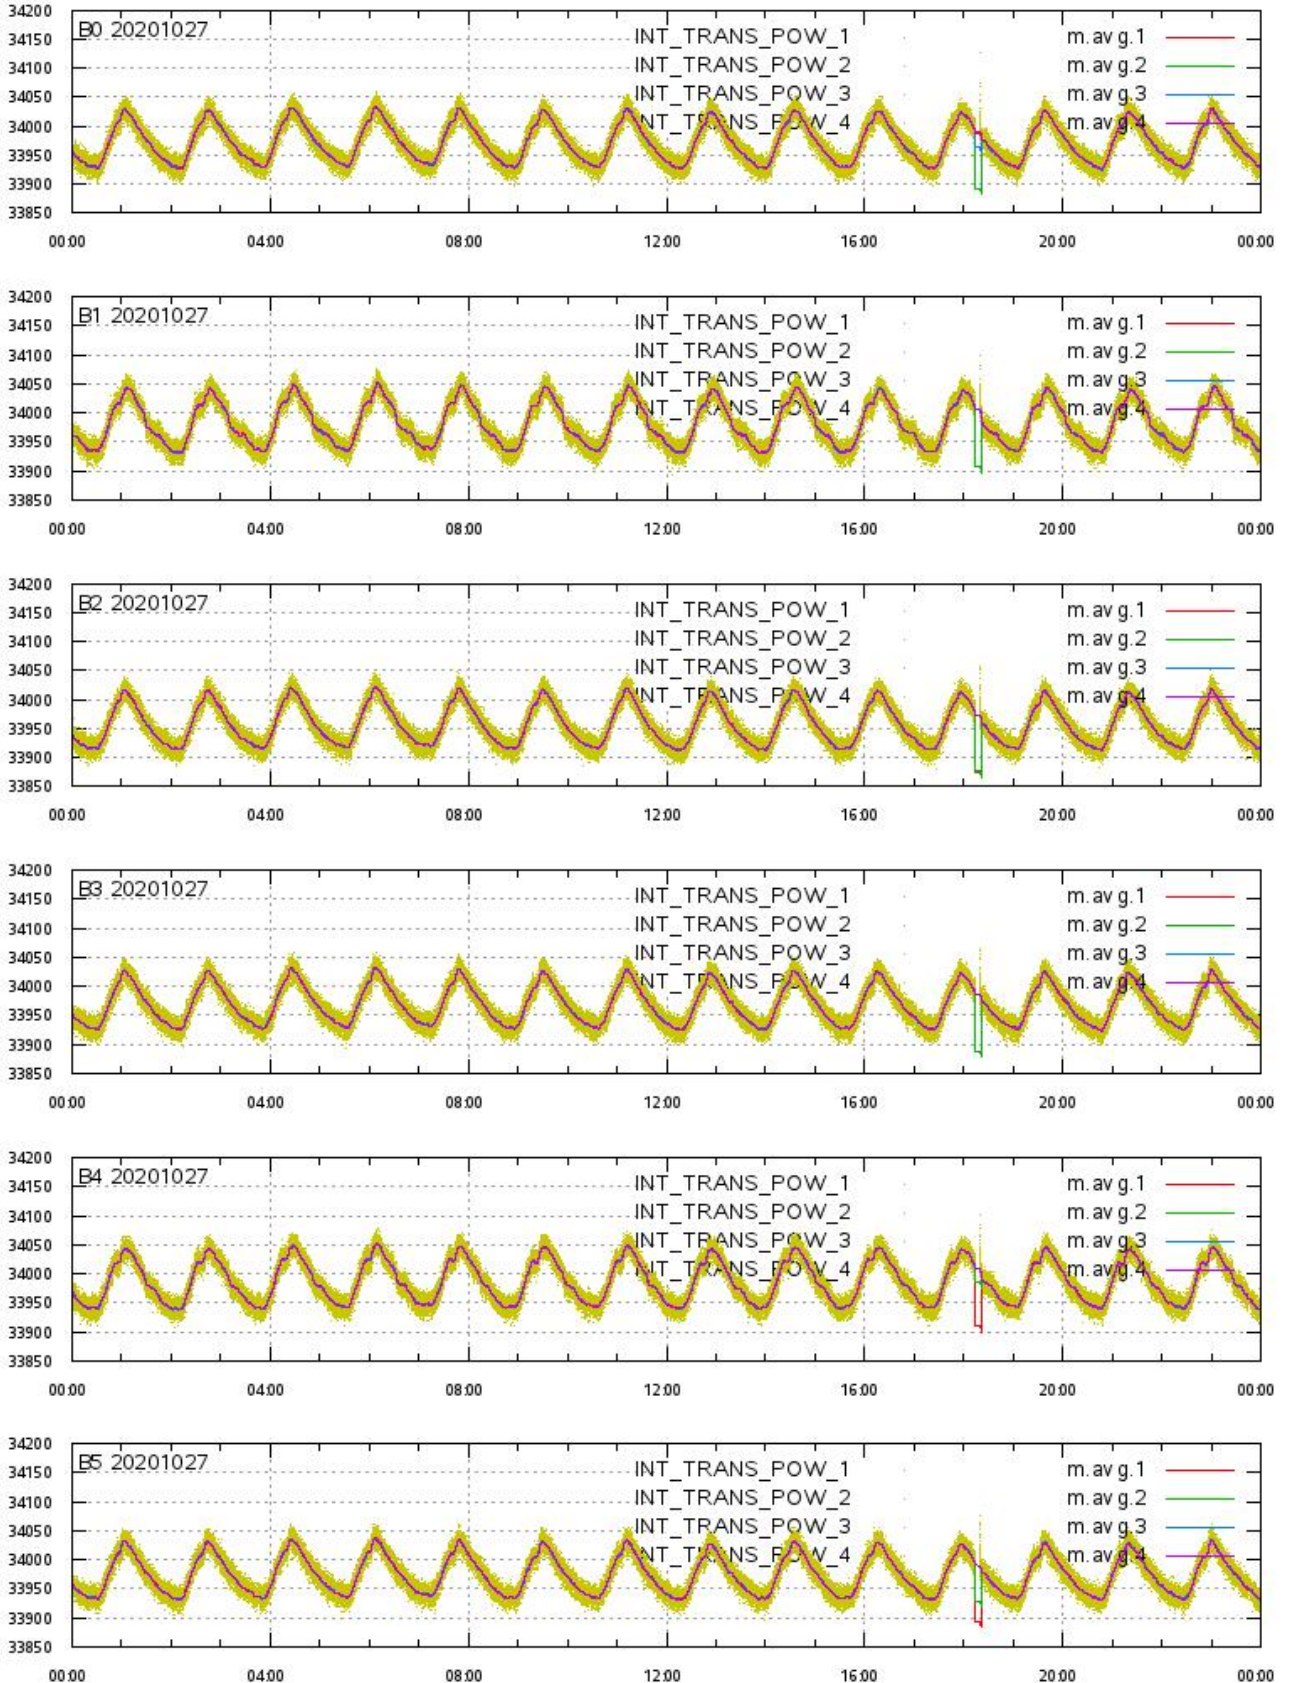 34200
B0 20201027 INT_TRANS_POW_1 m.avg.1
34150
INT_TRANS_POW_2 m.avg.2
34100
INT_TRANS_POW_3 m.avg.3
34050
INT_TRANS_POW_4 m.avg.4
34000
33950
33900
33850
00:00 04:00 08:00 12:00 16:00 20:00 00:00
34200
B1 20201027 INT_TRANS_POW_1 m.avg.1
34150
INT_TRANS_POW_2 m.avg.2
34100
INT_TRANS_POW_3 m.avg.3
34050
INT_TRANS_POW_4 m.avg.4
34000
33950
33900
33850
00:00 04:00 08:00 12:00 16:00 20:00 00:00
34200
B2 20201027 INT_TRANS_POW_1 m.avg.1
34150
INT_TRANS_POW_2 m.avg.2
34100
INT_TRANS_POW_3 m.avg.3
34050
INT_TRANS_POW_4 m.avg.4
34000
33950
33900
33850
00:00 04:00 08:00 12:00 16:00 20:00 00:00
34200
B3 20201027 INT_TRANS_POW_1 m.avg.1
34150
INT_TRANS_POW_2 m.avg.2
34100
INT_TRANS_POW_3 m.avg.3
34050
INT_TRANS_POW_4 m.avg.4
34000
33950
33900
33850
00:00 04:00 08:00 12:00 16:00 20:00 00:00
34200
B4 20201027 INT_TRANS_POW_1 m.avg.1
34150
INT_TRANS_POW_2 m.avg.2
34100
INT_TRANS_POW_3 m.avg.3
34050
INT_TRANS_POW_4 m.avg.4
34000
33950
33900
33850
00:00 04:00 08:00 12:00 16:00 20:00 00:00
34200
B5 20201027 INT_TRANS_POW_1 m.avg.1
34150
INT_TRANS_POW_2 m.avg.2
34100
INT_TRANS_POW_3 m.avg.3
34050
INT_TRANS_POW_4 m.avg.4
34000
33950
33900
33850
00:00 04:00 08:00 12:00 16:00 20:00 00:00